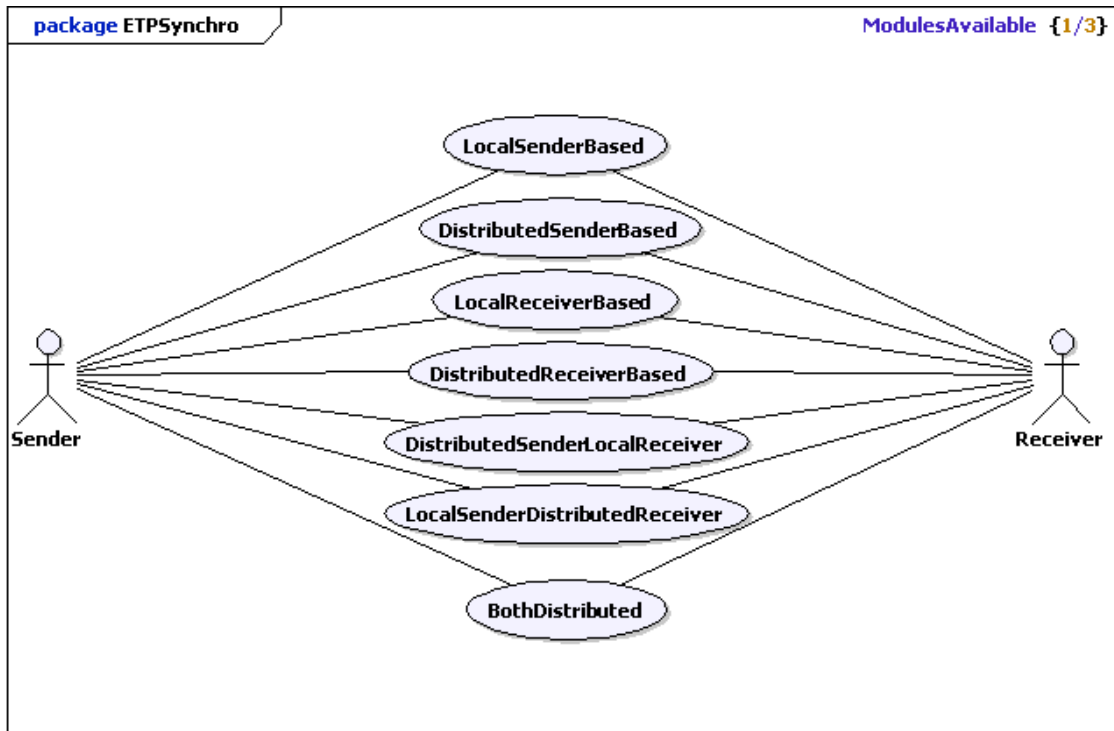 package ETPSynchro
ModulesAvailable {1/3}
LocalSenderBased
DistributedSenderBased
LocalReceiverBased
DistributedReceiverBased
Sender
Receiver
DistributedSenderLocalReceiver
LocalSenderDistributedReceiver
BothDistributed